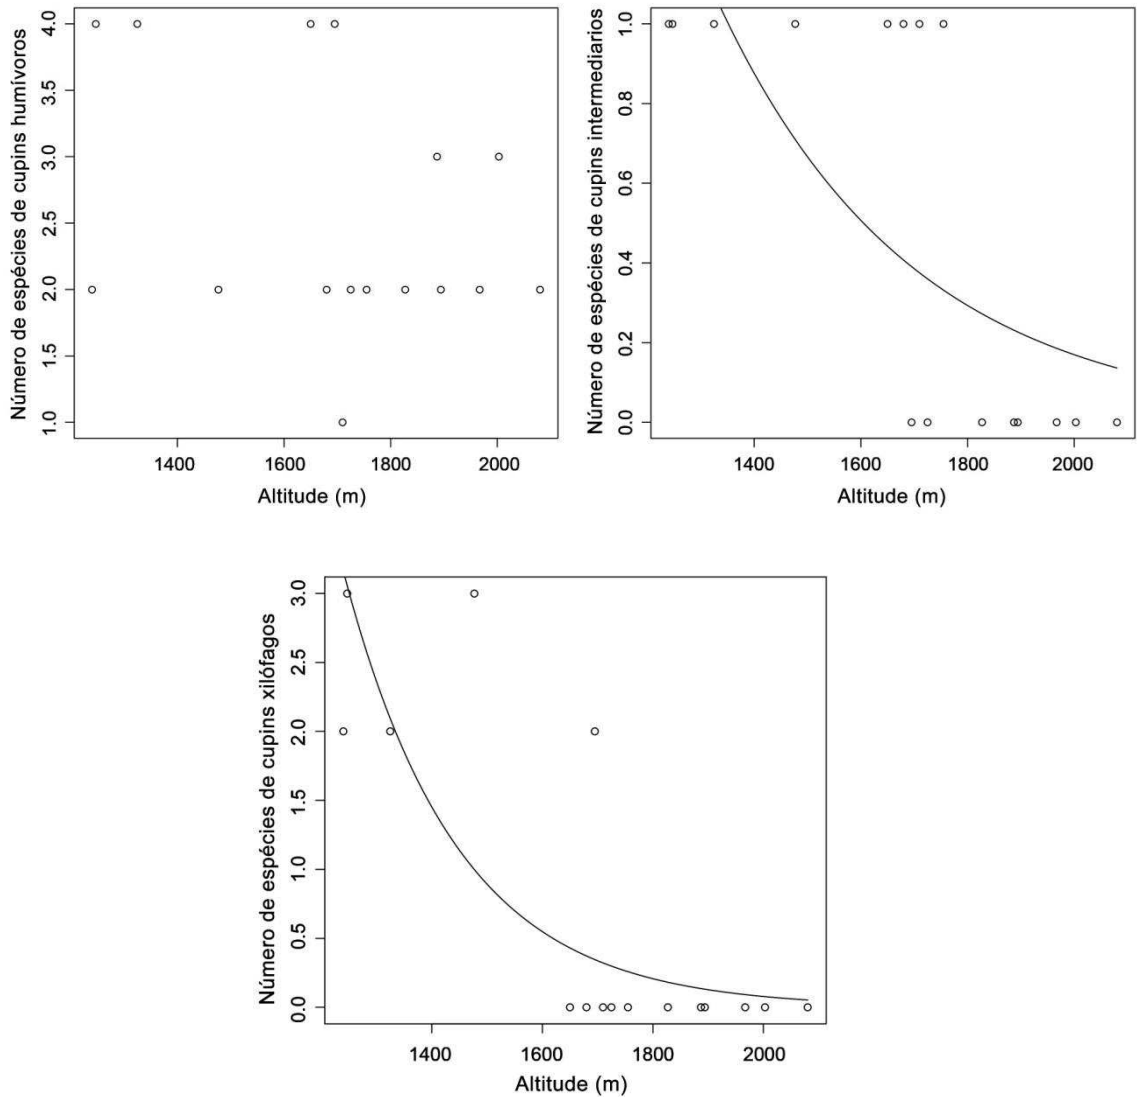 Número de espécies de cupins humívoros
4.0
3.5
3.0
2.5
2.0
1.5
1.0
1400 1600 1800 2000
Altitude (m)
Número de espécies de cupins intermediarios
1.0
0.8
0.6
0.4
0.2
0.0
1400 1600 1800 2000
Altitude (m)
Número de espécies de cupins xilófagos
3.0
2.5
2.0
1.5
1.0
0.5
0.0
1400 1600 1800 2000
Altitude (m)